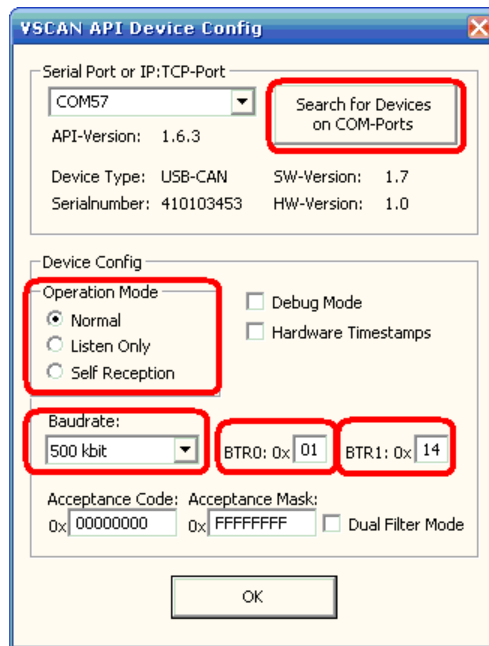 VSCAN API Device Config
Serial Port or IP:TCP-Port
COM57
Search for Devices
on COM-Ports
API-Version: 1.6.3
Device Type: USB-CAN SW-Version: 1.7
Serialnumber: 410103453 HW-Version: 1.0
Device Config
Operation Mode
Normal
Listen Only
Self Reception
Debug Mode
Hardware Timestamps
Baudrate:
500 kbit
BTR0: 0x 01
BTR1: 0x 14
Acceptance Code: Acceptance Mask:
0x 00000000 0x FFFFFFFF Dual Filter Mode
OK